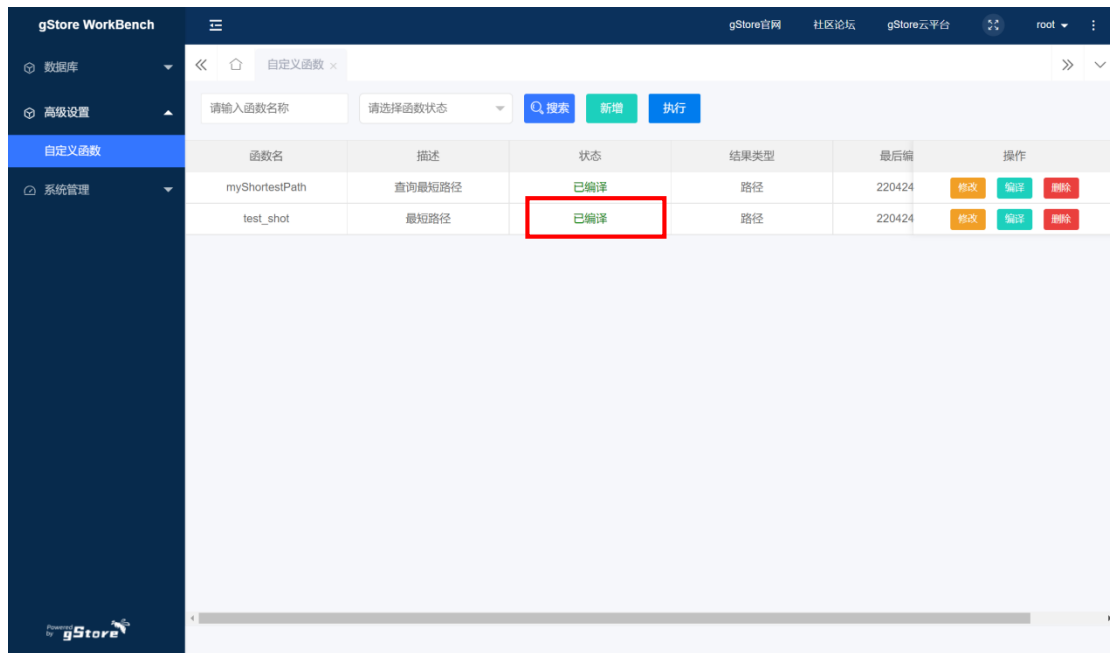 gStore WorkBench
gStore官网 社区论坛 gStore云平台 root
数据库
高级设置
自定义函数
系统管理
自定义函数 ×
请输入函数名称 请选择函数状态 搜索 新增 执行
函数名 描述 状态 结果类型 最后编 操作
myShortestPath 查询最短路径 已编译 路径 220424 修改 编译 删除
test_shot 最短路径 已编译 路径 220424 修改 编译 删除
Powered by gStore